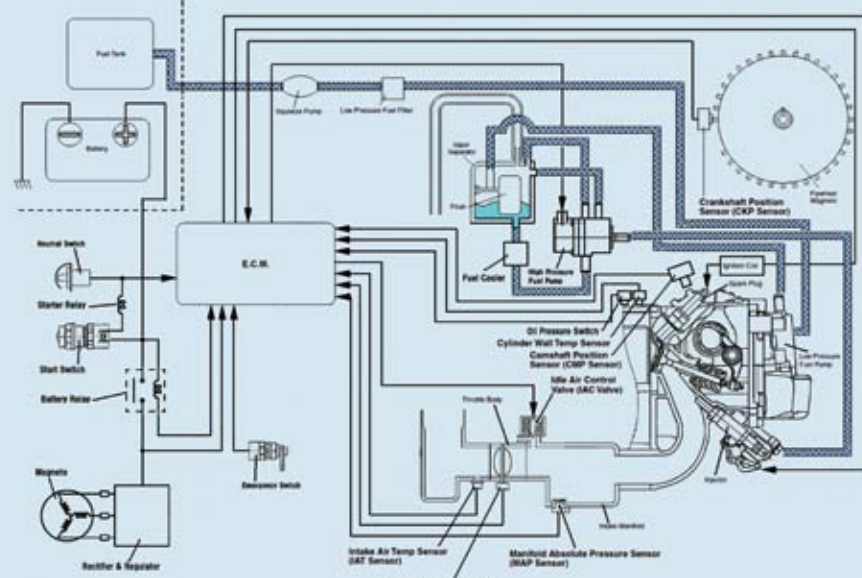 Fuel Tank
Squeeze Pump
Low Pressure Fuel Filter
Battery
Vapor
Separator
Float
Flywheel
Magneto
Crankshaft Position
Sensor (CKP Sensor)
Neutral Switch
E.C.M.
Ignition Coil
Fuel Cooler
High Pressure
Fuel Pump
Spark Plug
Starter Relay
Oil Pressure Switch
Cylinder Wall Temp Sensor
Camshaft Position
Sensor (CMP Sensor)
Start Switch
Low Pressure
Fuel Pump
Idle Air Control
Valve (IAC Valve)
Battery Relay
Throttle Body
Magneto
Injector
Intake Manifold
Intake Air Temp Sensor
(IAT Sensor)
Manifold Absolute Pressure Sensor
(MAP Sensor)
Rectifier & Regulator